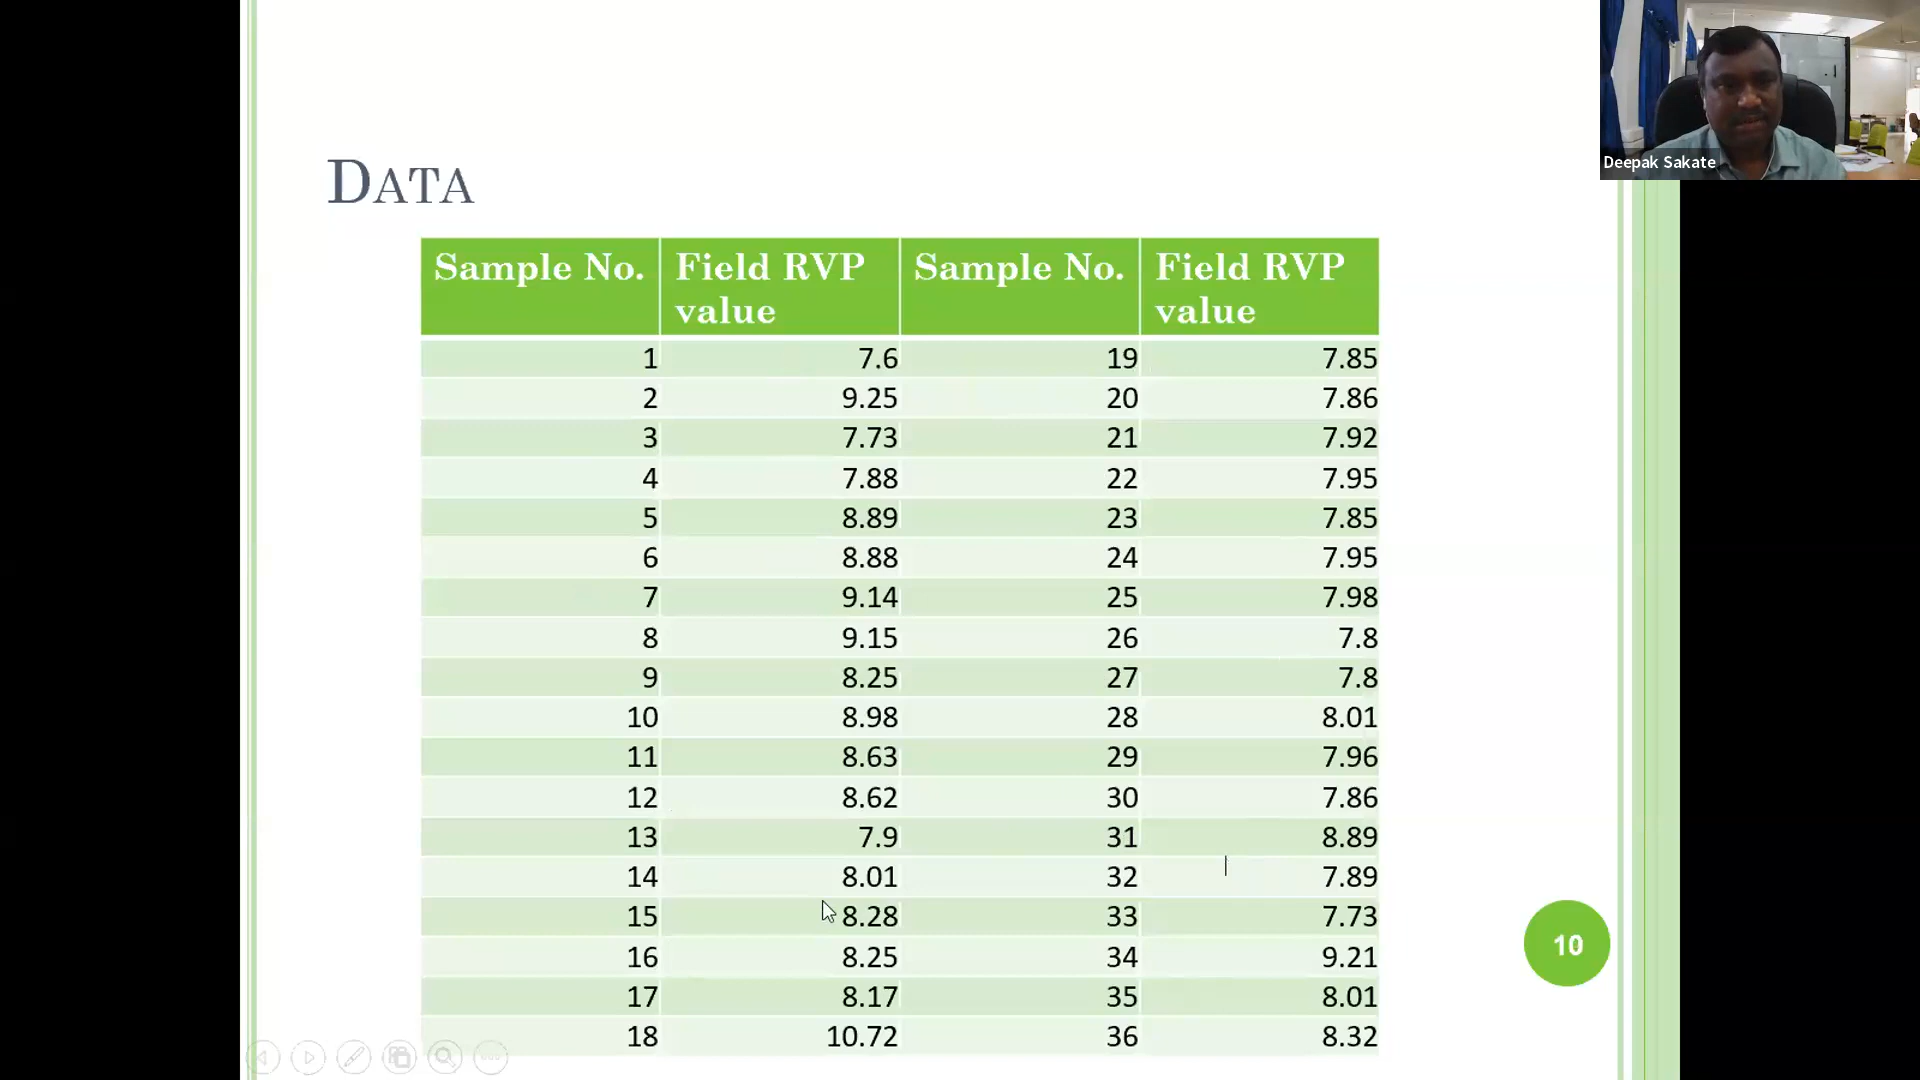 Deepak Sakate
DATA
Sample No. Field RVP value Sample No. Field RVP value
1 7.6 19 7.85
2 9.25 20 7.86
3 7.73 21 7.92
4 7.88 22 7.95
5 8.89 23 7.85
6 8.88 24 7.95
7 9.14 25 7.98
8 9.15 26 7.8
9 8.25 27 7.8
10 8.98 28 8.01
11 8.63 29 7.96
12 8.62 30 7.86
13 7.9 31 8.89
14 8.01 32 7.89
15 8.28 33 7.73
16 8.25 34 9.21
17 8.17 35 8.01
18 10.72 36 8.32
10